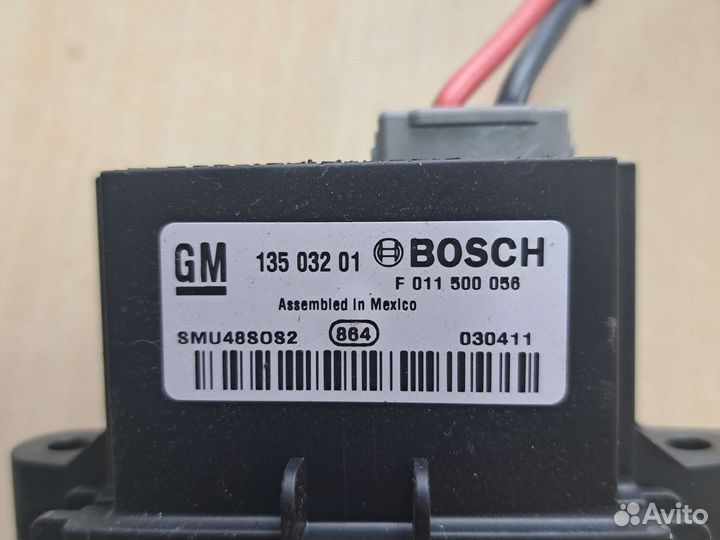 GM 135 032 01 BOSCH
F 011 500 056
Assembled in Mexico
SMU48SOS2 864 030411
Avito